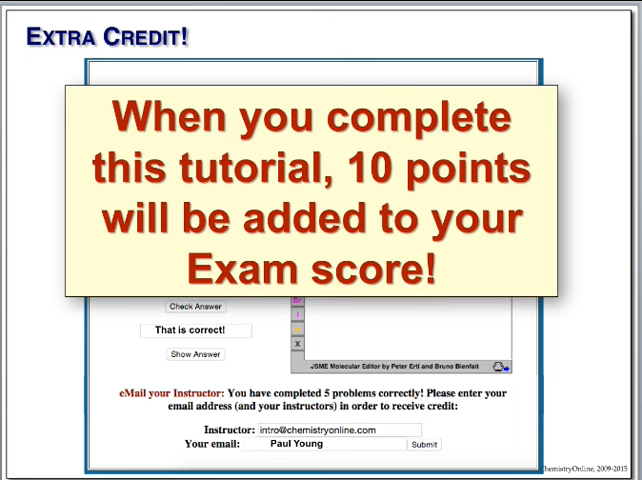 EXTRA CREDIT!
When you complete
this tutorial, 10 points
will be added to your
Exam score!
Br
I
X
Check Answer
That is correct!
Show Answer
JSME Molecular Editor by Peter Ertl and Bruno Bienfait
eMail your Instructor: You have completed 5 problems correctly! Please enter your
email address (and your instructors) in order to receive credit:
Instructor: intro@chemistryonline.com
Your email: Paul Young Submit
ChemistryOnline, 2009-2015